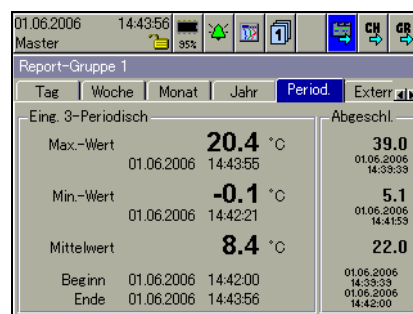 01.06.2006 14:43:56
Master 95% 1 CH GR
Report-Gruppe 1
Tag Woche Monat Jahr Period. Extern
Eing. 3-Periodisch Abgeschl.
Max.-Wert 20.4 °C 39.0
01.06.2006 14:43:55 01.06.2006
14:39:39
Min.-Wert -0.1 °C 5.1
01.06.2006 14:42:21 01.06.2006
14:41:59
Mittelwert 8.4 °C 22.0
Beginn 01.06.2006 14:42:00 01.06.2006
14:39:39
Ende 01.06.2006 14:43:56 01.06.2006
14:42:00